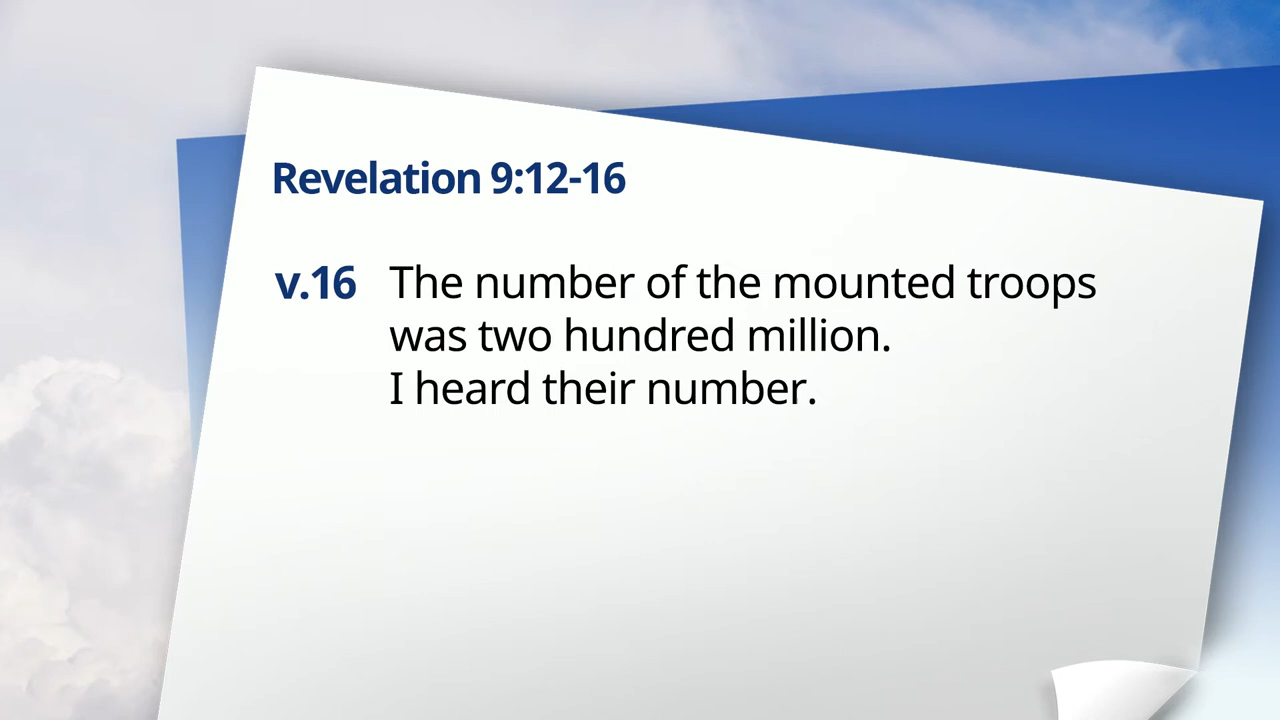 Revelation 9:12-16
v.16 The number of the mounted troops
was two hundred million.
I heard their number.